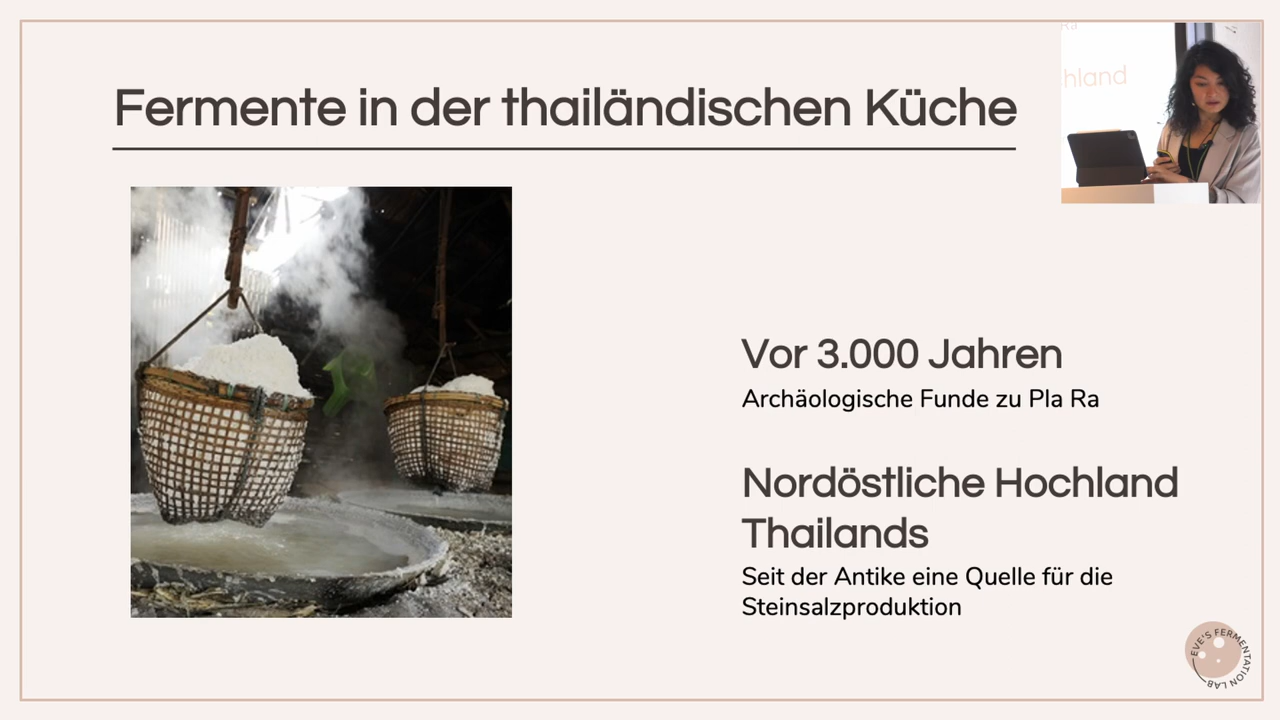 Fermente in der thailändischen Küche
Ra
hland
Vor 3.000 Jahren
Archäologische Funde zu Pla Ra
Nordöstliche Hochland
Thailands
Seit der Antike eine Quelle für die
Steinsalzproduktion
EVE'S FERMENTATION LAB